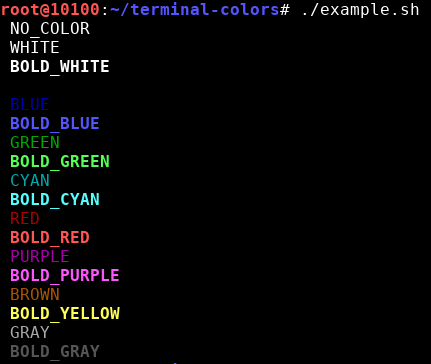 root@10100:~/terminal-colors# ./example.sh
NO_COLOR
WHITE
BOLD_WHITE
BLUE
BOLD_BLUE
GREEN
BOLD_GREEN
CYAN
BOLD_CYAN
RED
BOLD_RED
PURPLE
BOLD_PURPLE
BROWN
BOLD_YELLOW
GRAY
BOLD_GRAY